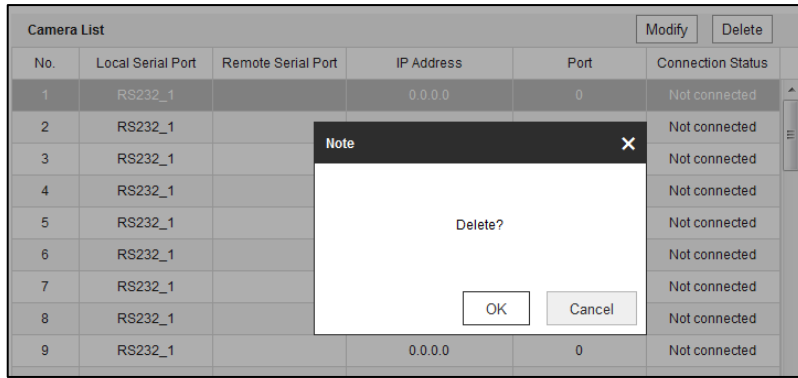 Camera List Modify Delete
No. Local Serial Port Remote Serial Port IP Address Port Connection Status
1 RS232_1 0.0.0.0 0 Not connected
2 RS232_1 Not connected
Note
3 RS232_1 Not connected
4 RS232_1 Not connected
5 RS232_1 Delete? Not connected
6 RS232_1 Not connected
7 RS232_1 Not connected
OK Cancel
8 RS232_1 Not connected
9 RS232_1 0.0.0.0 0 Not connected